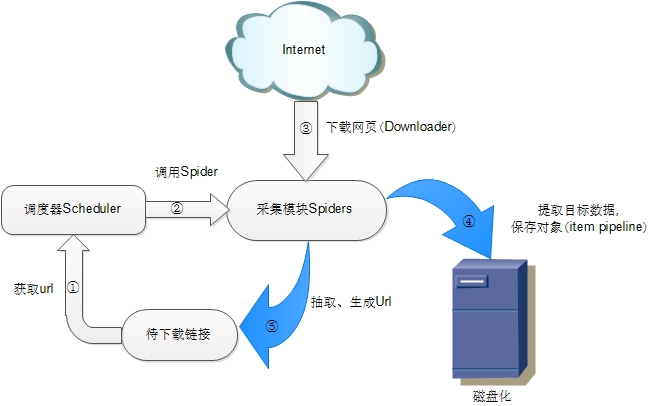 Internet
③
下载网页(Downloader)
调用Spider
调度器Scheduler
②
采集模块Spiders
④
提取目标数据,
保存对象(item pipeline)
获取url
①
抽取、生成Url
⑤
待下载链接
磁盘化